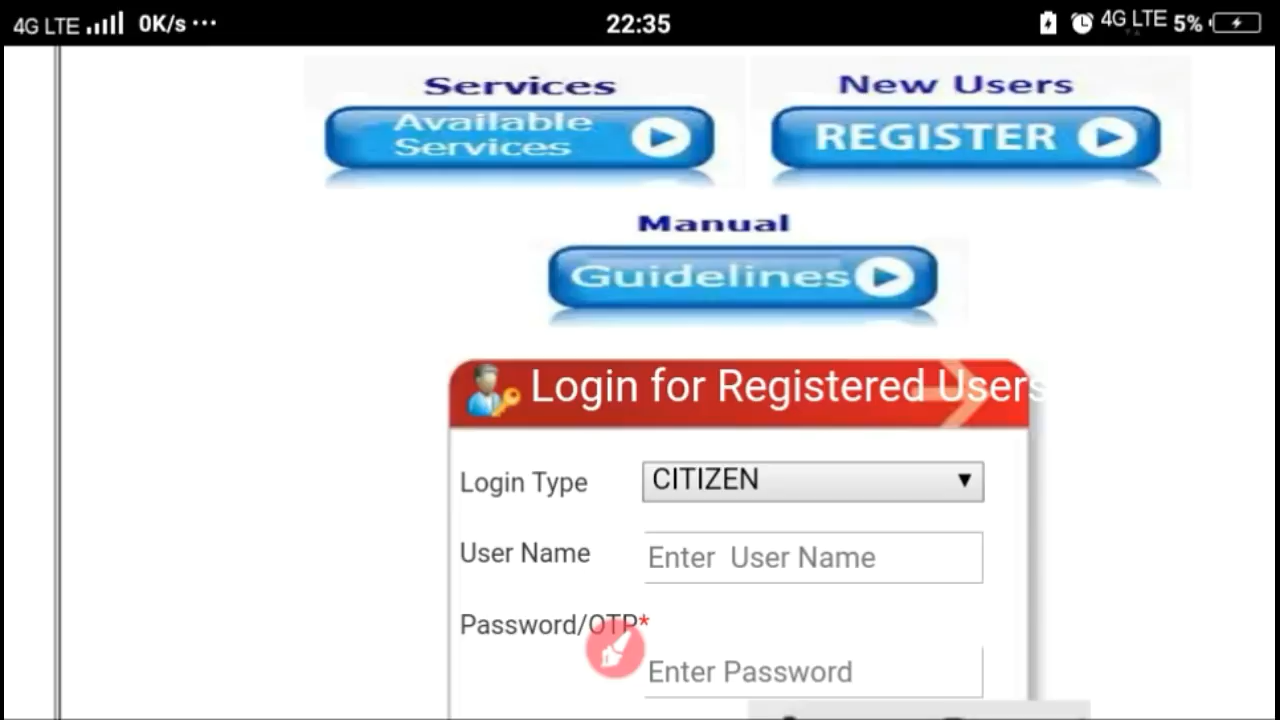 4G LTE 0K/s ... 22:35 4G LTE 5%
Services New Users
Available
Services
REGISTER
Manual
Guidelines
Login for Registered Users
Login Type CITIZEN
User Name Enter User Name
Password/OTP*
Enter Password